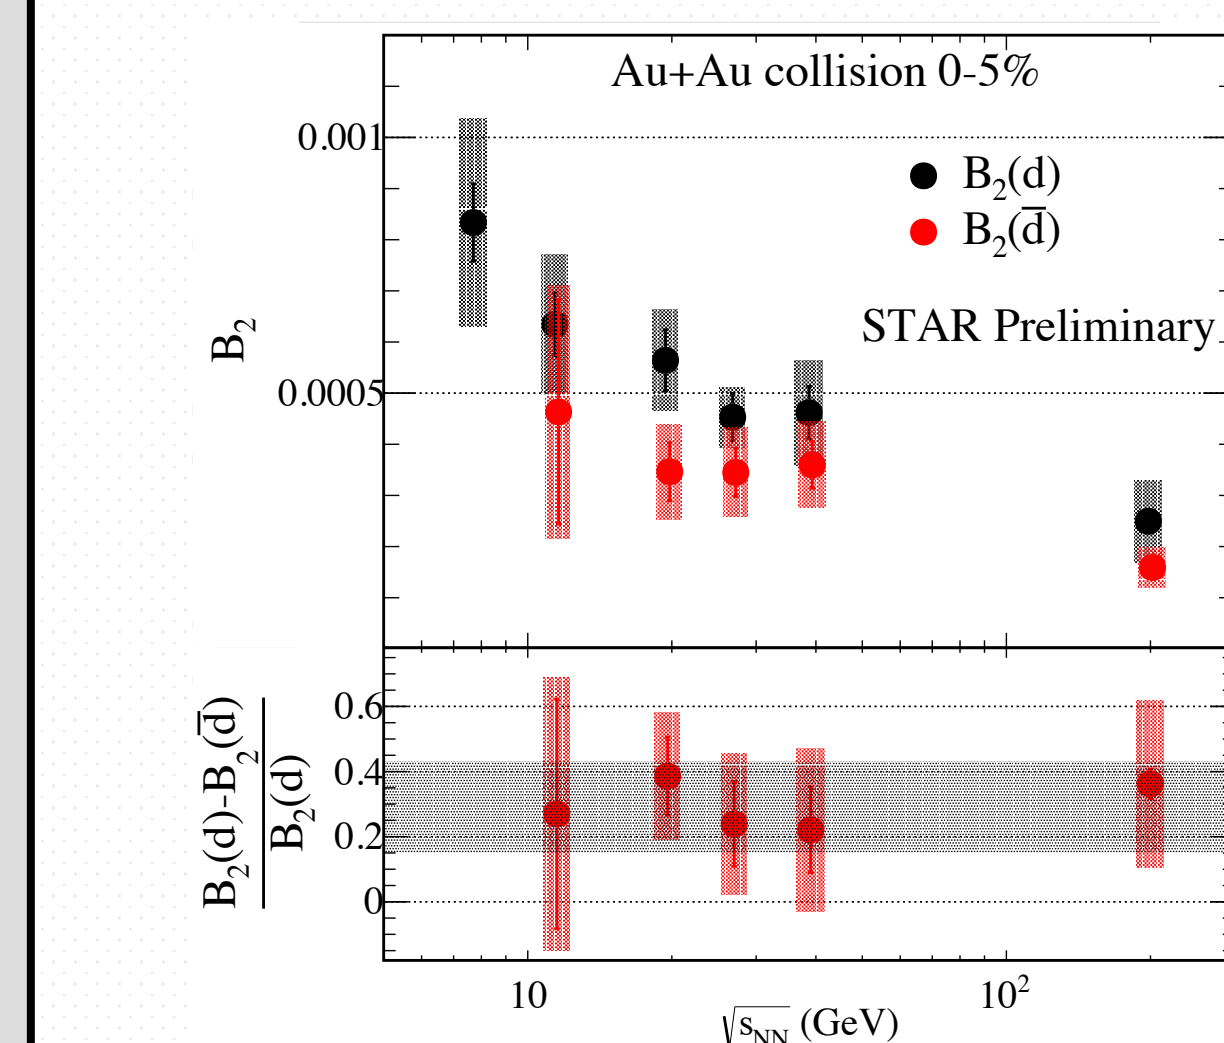 Au+Au collision 0-5%
0.001
B₂(d)
B₂(d̅)
STAR Preliminary
B₂
0.0005
0.6
0.4
0.2
0
B₂(d)-B₂(d̅)
B₂(d)
10
10²
√s_NN (GeV)